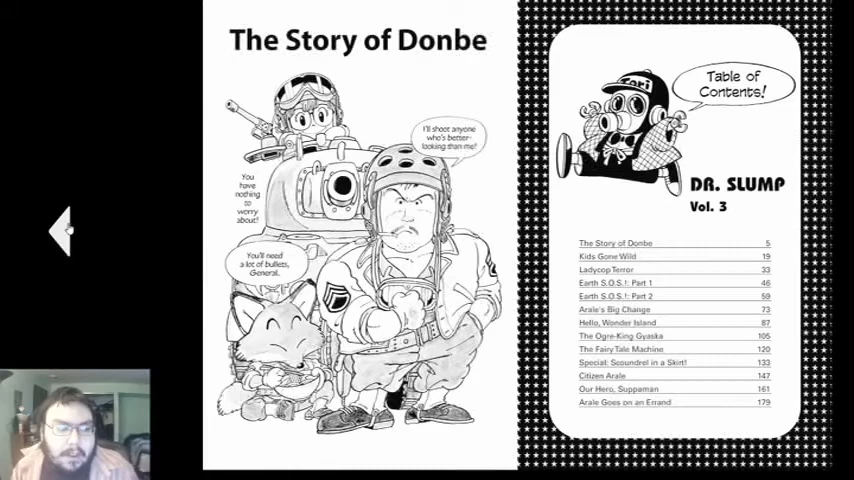 The Story of Donbe
I'll shoot anyone
who's better-
looking than me!
You
have
nothing
to
worry
about!
You'll need
a lot of bullets,
General.
Tori
Table of
Contents!
DR. SLUMP
Vol. 3
The Story of Donbe 5
Kids Gone Wild 19
Ladycop Terror 33
Earth S.O.S.!: Part 1 46
Earth S.O.S.!: Part 2 59
Arale's Big Change 73
Hello, Wonder Island 87
The Ogre-King Gyaska 105
The Fairy Tale Machine 120
Special: Scoundrel in a Skirt! 133
Citizen Arale 147
Our Hero, Suppaman 161
Arale Goes on an Errand 179